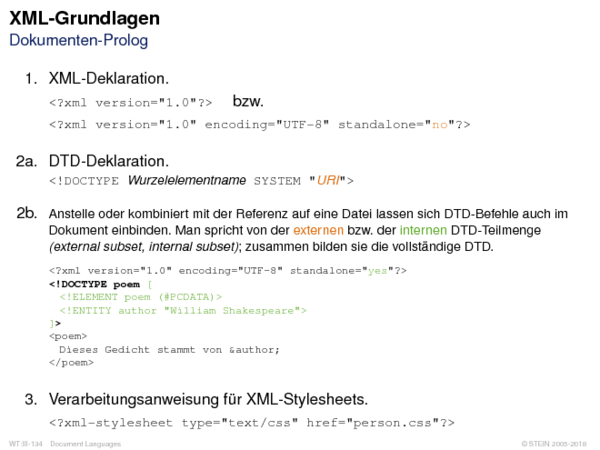 XML-Grundlagen
Dokumenten-Prolog
1. XML-Deklaration.
<?xml version="1.0"?> bzw.
<?xml version="1.0" encoding="UTF-8" standalone="no"?>
2a. DTD-Deklaration.
<!DOCTYPE Wurzelelementname SYSTEM "URI">
2b. Anstelle oder kombiniert mit der Referenz auf eine Datei lassen sich DTD-Befehle auch im
Dokument einbinden. Man spricht von der externen bzw. der internen DTD-Teilmenge
(external subset, internal subset); zusammen bilden sie die vollständige DTD.
<?xml version="1.0" encoding="UTF-8" standalone="yes"?>
<!DOCTYPE poem [
<!ELEMENT poem (#PCDATA)>
<!ENTITY author "William Shakespeare">
]>
<poem>
Dieses Gedicht stammt von &author;
</poem>
3. Verarbeitungsanweisung für XML-Stylesheets.
<?xml-stylesheet type="text/css" href="person.css"?>
WT:III-134 Document Languages © STEIN 2005-2018